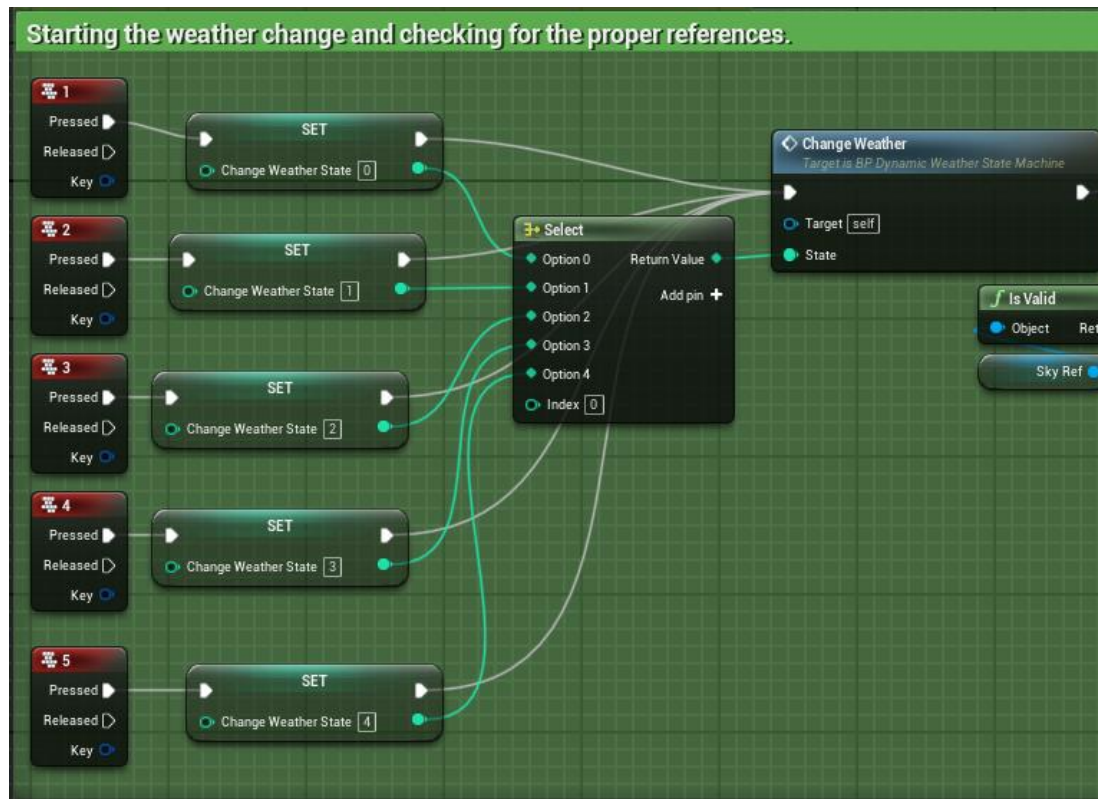 Starting the weather change and checking for the proper references.
1
Pressed
Released
Key
SET
Change Weather State 0
2
Pressed
Released
Key
SET
Change Weather State 1
3
Pressed
Released
Key
SET
Change Weather State 2
4
Pressed
Released
Key
SET
Change Weather State 3
5
Pressed
Released
Key
SET
Change Weather State 4
Select
Option 0 Return Value
Option 1 Add pin
Option 2
Option 3
Option 4
Index 0
Change Weather
Target is BP Dynamic Weather State Machine
Target self
State
Is Valid
Object Ret
Sky Ref